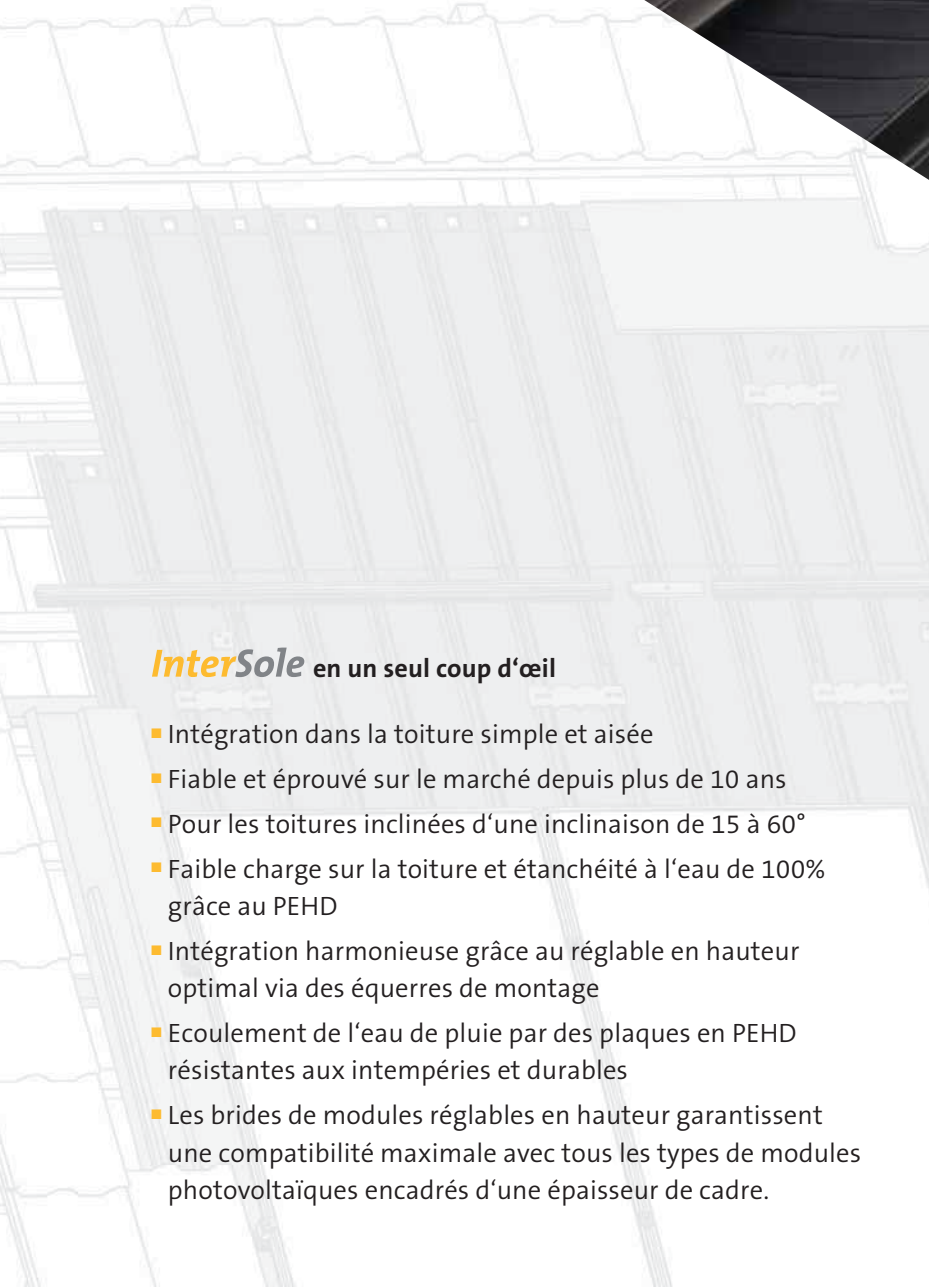 InterSole en un seul coup d‘œil
Intégration dans la toiture simple et aisée
Fiable et éprouvé sur le marché depuis plus de 10 ans
Pour les toitures inclinées d‘une inclinaison de 15 à 60°
Faible charge sur la toiture et étanchéité à l‘eau de 100%
grâce au PEHD
Intégration harmonieuse grâce au réglable en hauteur
optimal via des équerres de montage
Ecoulement de l‘eau de pluie par des plaques en PEHD
résistantes aux intempéries et durables
Les brides de modules réglables en hauteur garantissent
une compatibilité maximale avec tous les types de modules
photovoltaïques encadrés d‘une épaisseur de cadre.